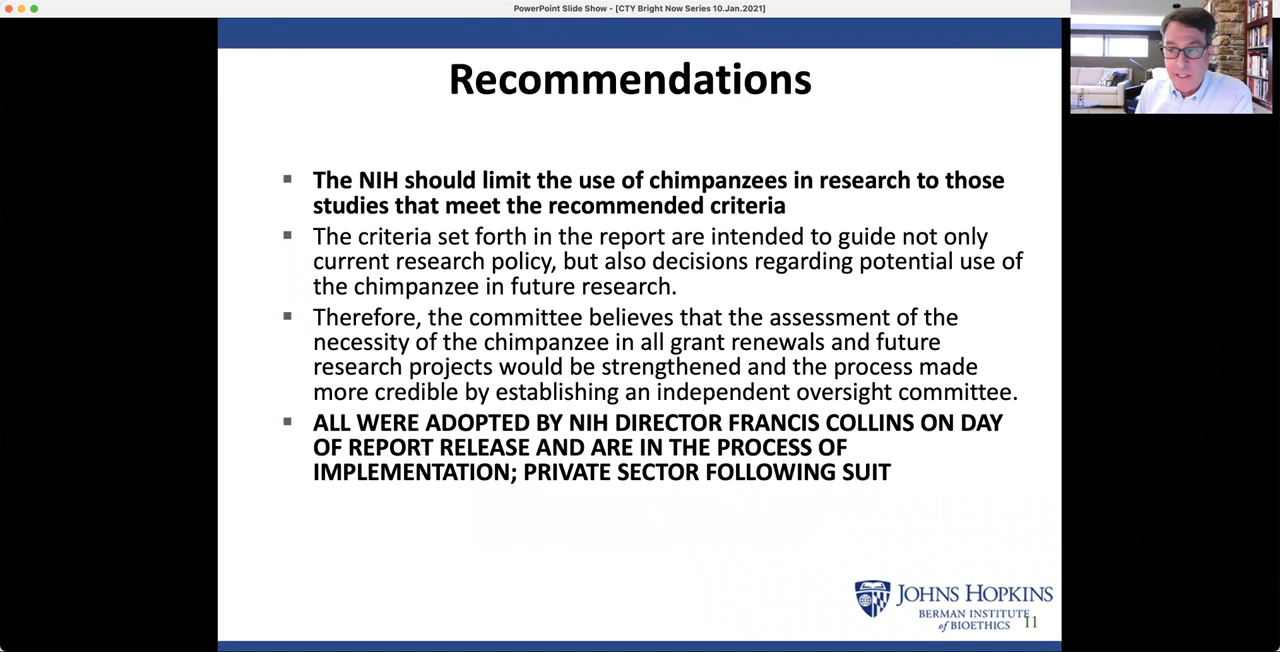 PowerPoint Slide Show - [CTY Bright Now Series 10.Jan.2021]
Recommendations
▪ The NIH should limit the use of chimpanzees in research to those
studies that meet the recommended criteria
▪ The criteria set forth in the report are intended to guide not only
current research policy, but also decisions regarding potential use of
the chimpanzee in future research.
▪ Therefore, the committee believes that the assessment of the
necessity of the chimpanzee in all grant renewals and future
research projects would be strengthened and the process made
more credible by establishing an independent oversight committee.
▪ ALL WERE ADOPTED BY NIH DIRECTOR FRANCIS COLLINS ON DAY
OF REPORT RELEASE AND ARE IN THE PROCESS OF
IMPLEMENTATION; PRIVATE SECTOR FOLLOWING SUIT
JOHNS HOPKINS
BERMAN INSTITUTE
of BIOETHICS
11